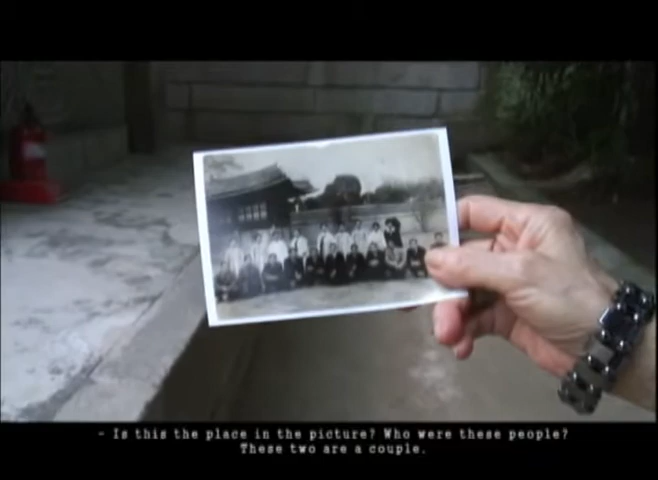 - Is this the place in the picture? Who were these people?
These two are a couple.